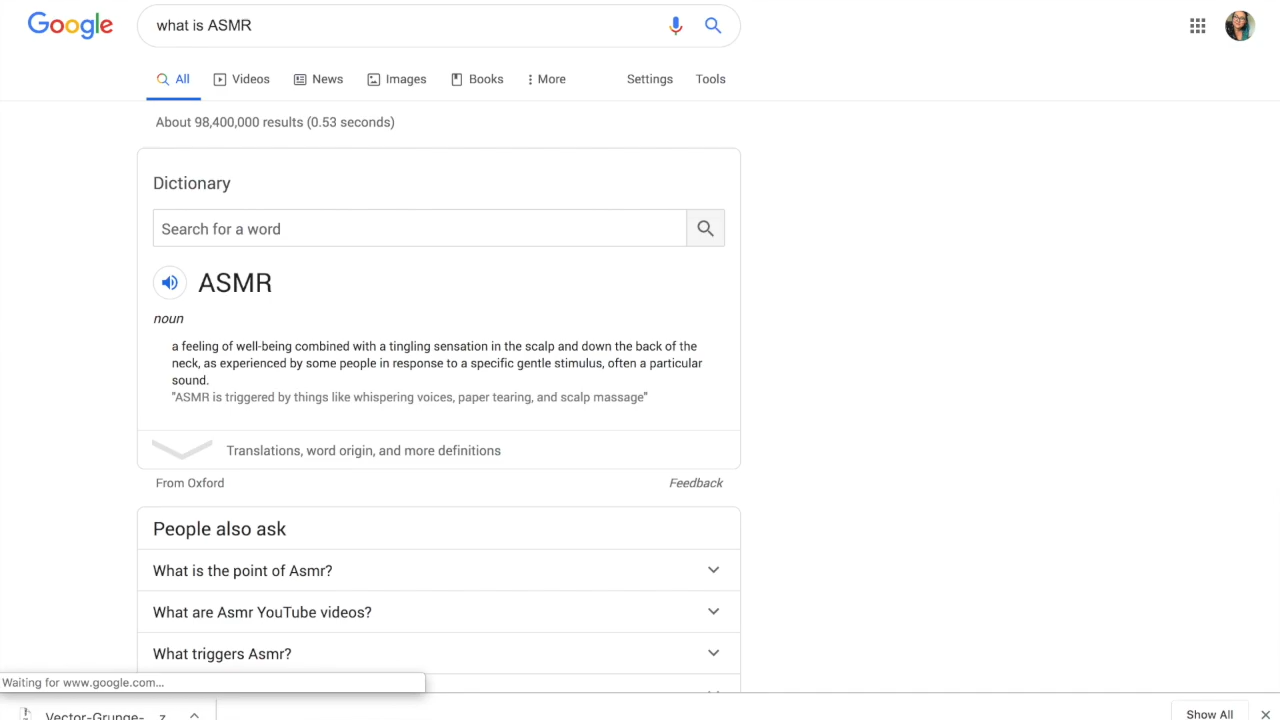 Google
what is ASMR
All Videos News Images Books More Settings Tools
About 98,400,000 results (0.53 seconds)
Dictionary
Search for a word
ASMR
noun
a feeling of well-being combined with a tingling sensation in the scalp and down the back of the
neck, as experienced by some people in response to a specific gentle stimulus, often a particular
sound.
"ASMR is triggered by things like whispering voices, paper tearing, and scalp massage"
Translations, word origin, and more definitions
From Oxford Feedback
People also ask
What is the point of Asmr?
What are Asmr YouTube videos?
What triggers Asmr?
Waiting for www.google.com...
Vector-Grunge-
Show All